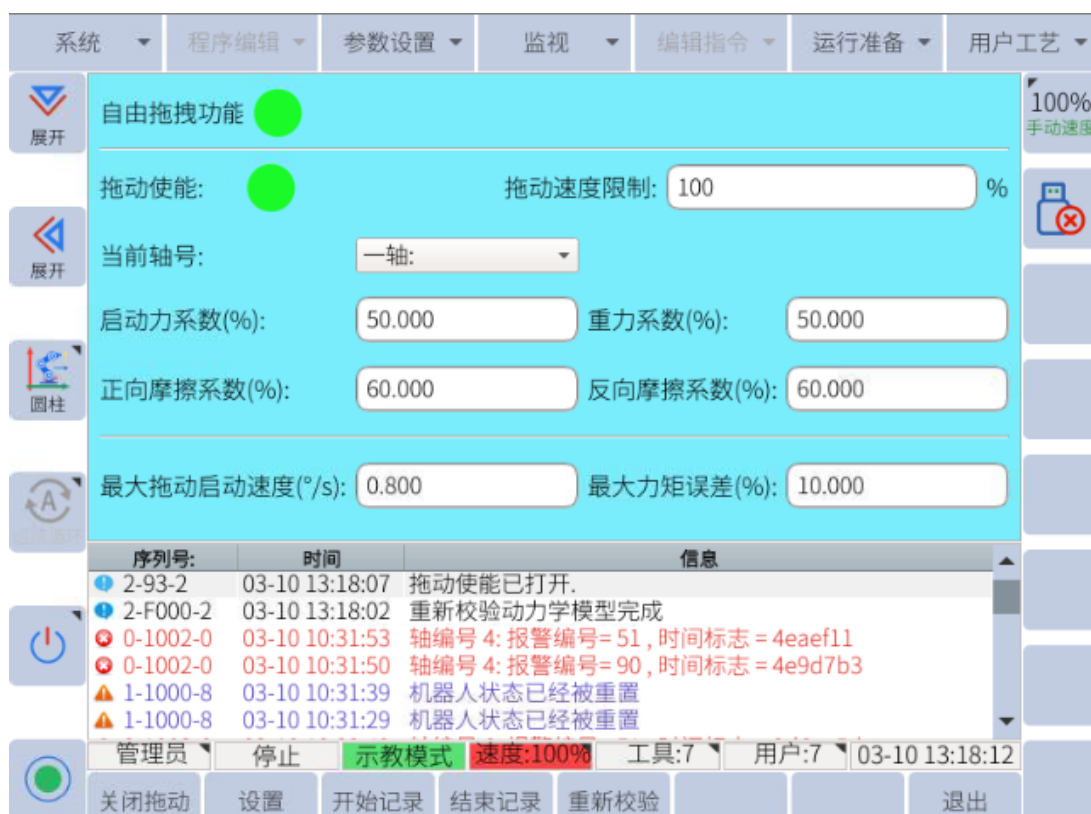 系统 程序编辑 参数设置 监视 编辑指令 运行准备 用户工艺
展开
自由拖拽功能
100%
手动速度
拖动使能: 拖动速度限制: 100 %
展开
当前轴号: 一轴:
启动力系数(%): 50.000 重力系数(%): 50.000
圆柱
正向摩擦系数(%): 60.000 反向摩擦系数(%): 60.000
A
最大拖动启动速度(°/s): 0.800 最大力矩误差(%): 10.000
序列号: 时间 信息
2-93-2 03-10 13:18:07 拖动使能已打开.
2-F000-2 03-10 13:18:02 重新校验动力学模型完成
0-1002-0 03-10 10:31:53 轴编号 4: 报警编号= 51 , 时间标志 = 4eaef11
0-1002-0 03-10 10:31:50 轴编号 4: 报警编号= 90 , 时间标志 = 4e9d7b3
1-1000-8 03-10 10:31:39 机器人状态已经被重置
1-1000-8 03-10 10:31:29 机器人状态已经被重置
管理员 停止 示教模式 速度:100% 工具:7 用户:7 03-10 13:18:12
关闭拖动 设置 开始记录 结束记录 重新校验 退出